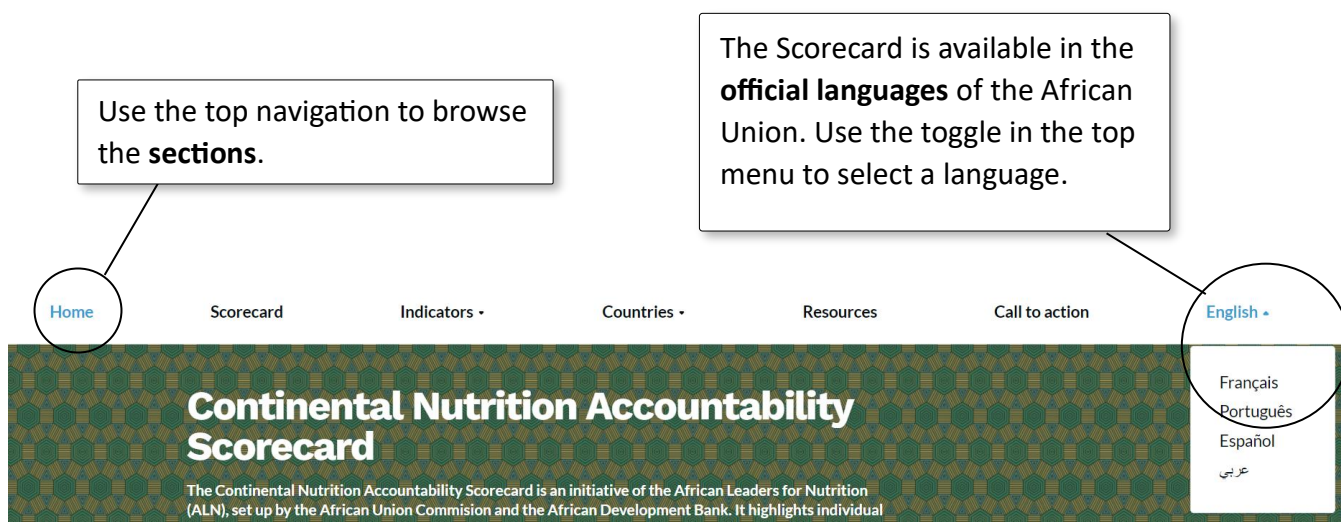 The Scorecard is available in the
official languages of the African
Union. Use the toggle in the top
menu to select a language.
Use the top navigation to browse
the sections.
Home
Scorecard
Indicators
Countries
Resources
Call to action
English
Français
Português
Español
عربي
Continental Nutrition Accountability
Scorecard
The Continental Nutrition Accountability Scorecard is an initiative of the African Leaders for Nutrition
(ALN), set up by the African Union Commision and the African Development Bank. It highlights individual